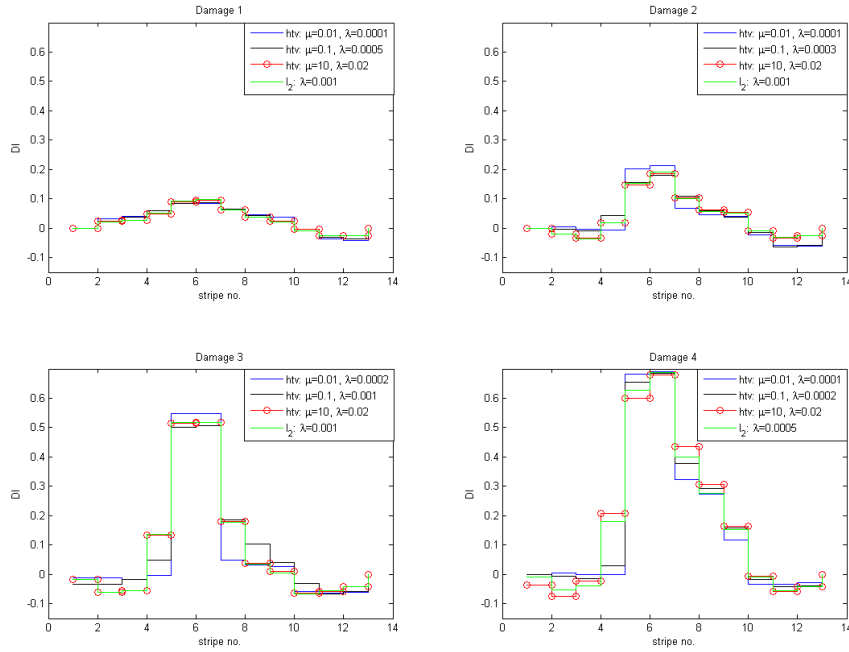 Damage 1
htv: μ=0.01, λ=0.0001
htv: μ=0.1, λ=0.0005
htv: μ=10, λ=0.02
l2: λ=0.001
0.6
0.5
0.4
0.3
0.2
0.1
0
-0.1
DI
0 2 4 6 8 10 12 14
stripe no.
Damage 2
htv: μ=0.01, λ=0.0001
htv: μ=0.1, λ=0.0003
htv: μ=10, λ=0.02
l2: λ=0.001
0.6
0.5
0.4
0.3
0.2
0.1
0
-0.1
DI
0 2 4 6 8 10 12 14
stripe no.
Damage 3
htv: μ=0.01, λ=0.0002
htv: μ=0.1, λ=0.001
htv: μ=10, λ=0.02
l2: λ=0.001
0.6
0.5
0.4
0.3
0.2
0.1
0
-0.1
DI
0 2 4 6 8 10 12 14
stripe no.
Damage 4
htv: μ=0.01, λ=0.0001
htv: μ=0.1, λ=0.0002
htv: μ=10, λ=0.02
l2: λ=0.0005
0.6
0.5
0.4
0.3
0.2
0.1
0
-0.1
DI
0 2 4 6 8 10 12 14
stripe no.